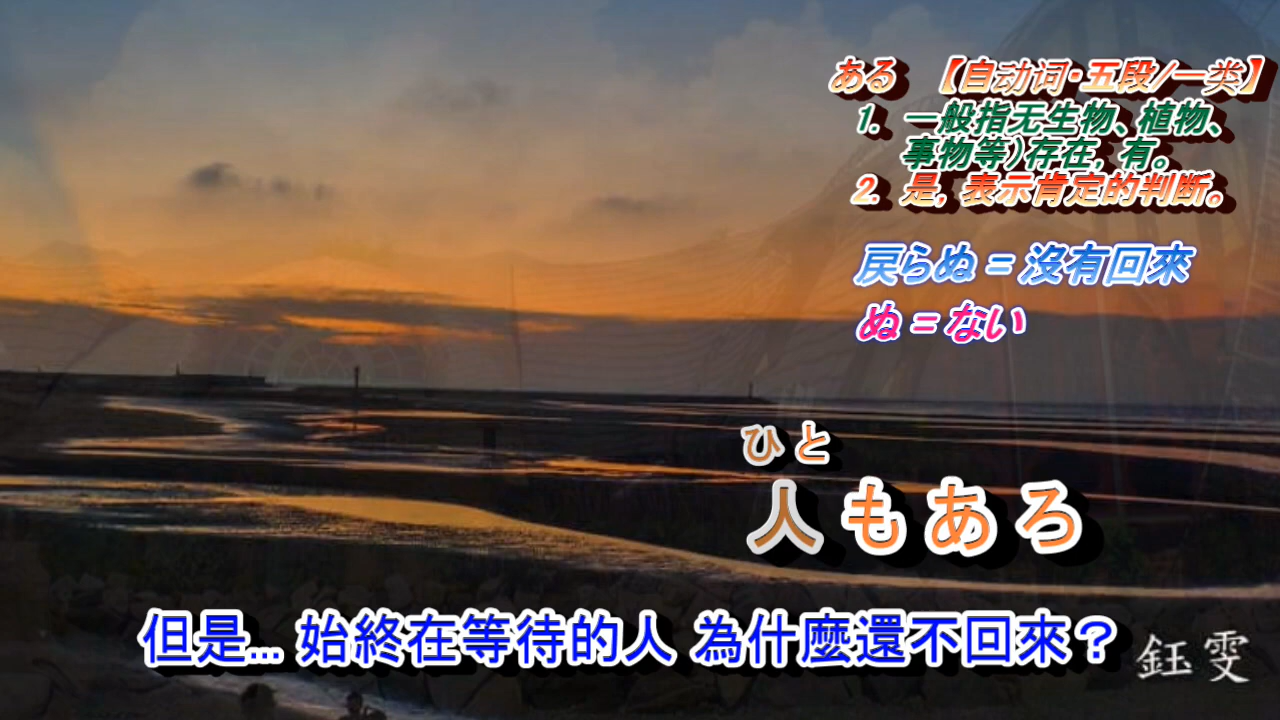 ある 【自动词·五段/一类】
1. 一般指无生物、植物、
事物等)存在, 有。
2. 是, 表示肯定的判断。
戻らぬ = 沒有回來
ぬ = ない
ひと
人もあろ
但是... 始終在等待的人 為什麼還不回來？
鈺雯